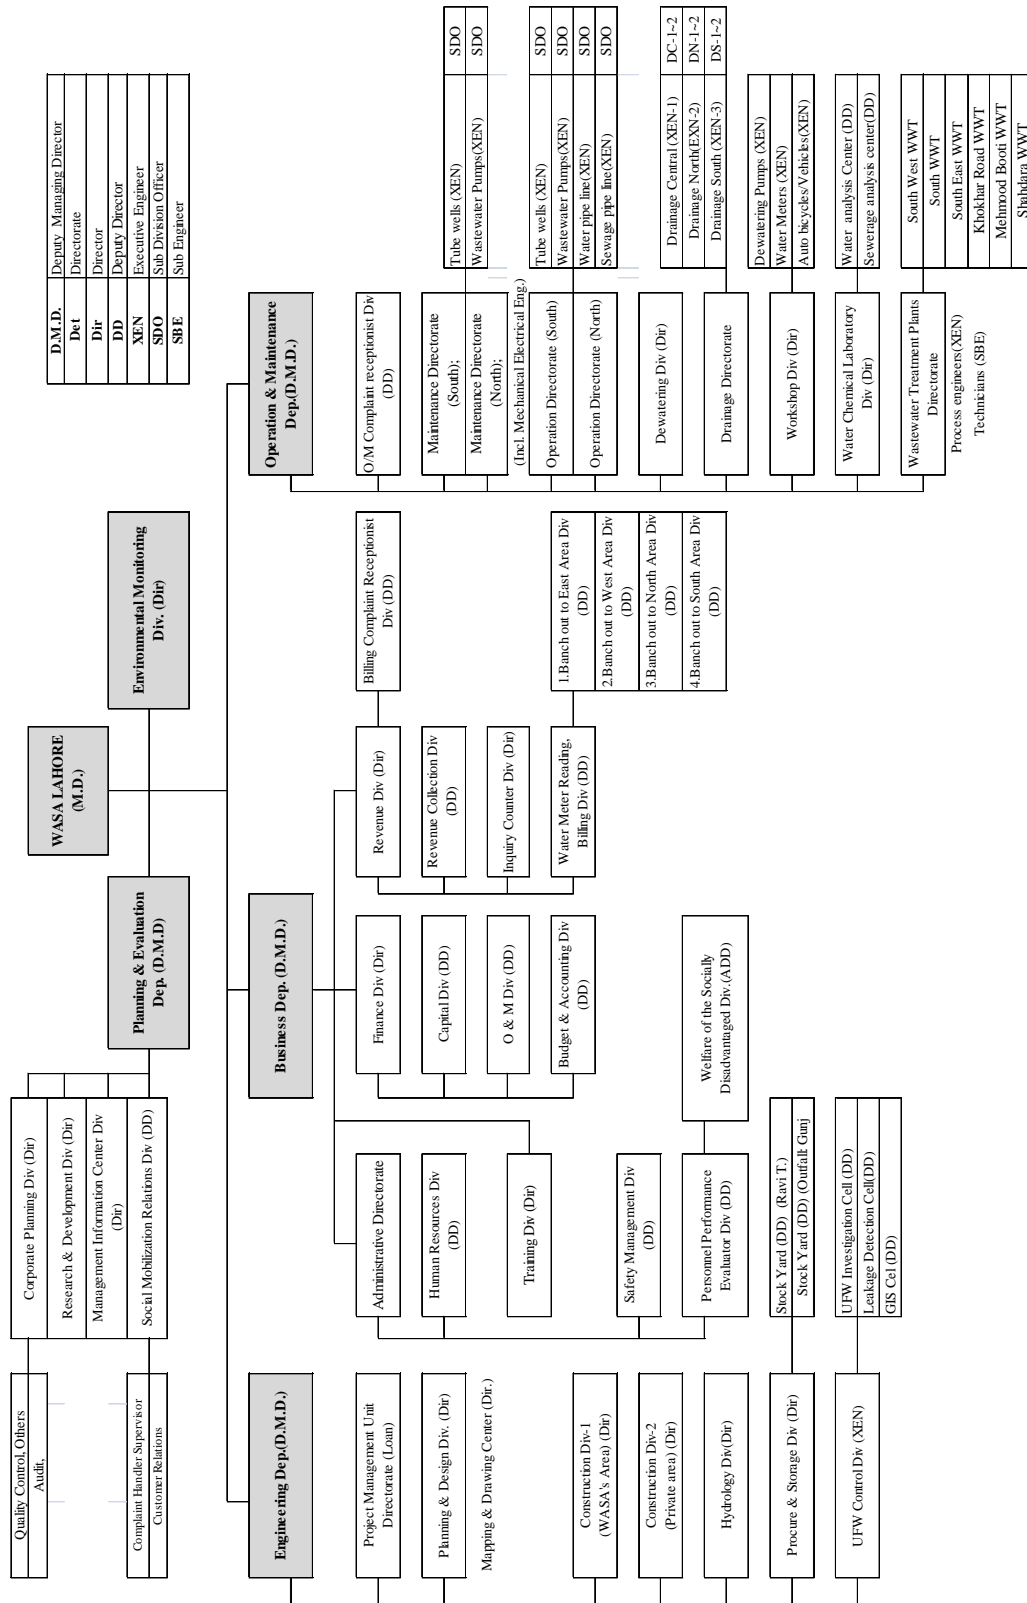 WASA LAHORE
(M.D.)
Planning & Evaluation
Dep. (D.M.D)
Environmental Monitoring
Div. (Dir)
D.M.D. Deputy Managing Director
Det Directorate
Dir Director
DD Deputy Director
XEN Executive Engineer
SDO Sub Division Officer
SBE Sub Engineer
Quality Control, Others
Audit,
Complaint Handler Supervisor
Customer Relations
Corporate Planning Div (Dir)
Research & Development Div (Dir)
Management Information Center Div
(Dir)
Social Mobilization Relations Div (DD)
Engineering Dep.(D.M.D.)
Project Management Unit
Directorate (Loan)
Planning & Design Div. (Dir)
Mapping & Drawing Center (Dir.)
Construction Div-1
(WASA's Area) (Dir)
Construction Div-2
(Private area) (Dir)
Hydrology Div(Dir)
Procure & Storage Div (Dir)
Stock Yard (DD) (Ravi T.)
Stock Yard (DD) (Outfall: Gunj
UFW Control Div (XEN)
UFW Investigation Cell (DD)
Leakage Detection Cell(DD)
GIS Cel (DD)
Business Dep. (D.M.D.)
Administrative Directorate
Human Resources Div
(DD)
Training Div (Dir)
Safety Management Div
(DD)
Personnel Performance
Evaluator Div (DD)
Welfare of the Socially
Disadvantaged Div.(ADD)
Finance Div (Dir)
Capital Div (DD)
O & M Div (DD)
Budget & Accounting Div
(DD)
Revenue Div (Dir)
Revenue Collection Div
(DD)
Inquiry Counter Div (Dir)
Water Meter Reading,
Billing Div (DD)
Billing Complaint Receptionist
Div (DD)
1.Banch out to East Area Div
(DD)
2.Banch out to West Area Div
(DD)
3.Banch out to North Area Div
(DD)
4.Banch out to South Area Div
(DD)
Operation & Maintenance
Dep.(D.M.D.)
O/M Complaint receptionist Div
(DD)
Maintenance Directorate
(South);
Maintenance Directorate
(North);
(Incl. Mechanical Electrical Eng.)
Tube wells (XEN) SDO
Wastewater Pumps(XEN) SDO
Operation Directorate (South)
Operation Directorate (North)
Tube wells (XEN) SDO
Wastewater Pumps(XEN) SDO
Water pipe line(XEN) SDO
Sewage pipe line(XEN) SDO
Dewatering Div (Dir)
Drainage Directorate
Drainage Central (XEN-1) DC-1~2
Drainage North(EXN-2) DN-1~2
Drainage South (XEN-3) DS-1~2
Workshop Div (Dir)
Dewatering Pumps (XEN)
Water Meters (XEN)
Auto bicycles/Vehicles(XEN)
Water Chemical Laboratory
Div (Dir)
Water analysis Center (DD)
Sewerage analysis center(DD)
Wastewater Treatment Plants
Directorate
Process engineers(XEN)
Technicians (SBE)
South West WWT
South WWT
South East WWT
Khokhar Road WWT
Mehmood Booti WWT
Shahdara WWT